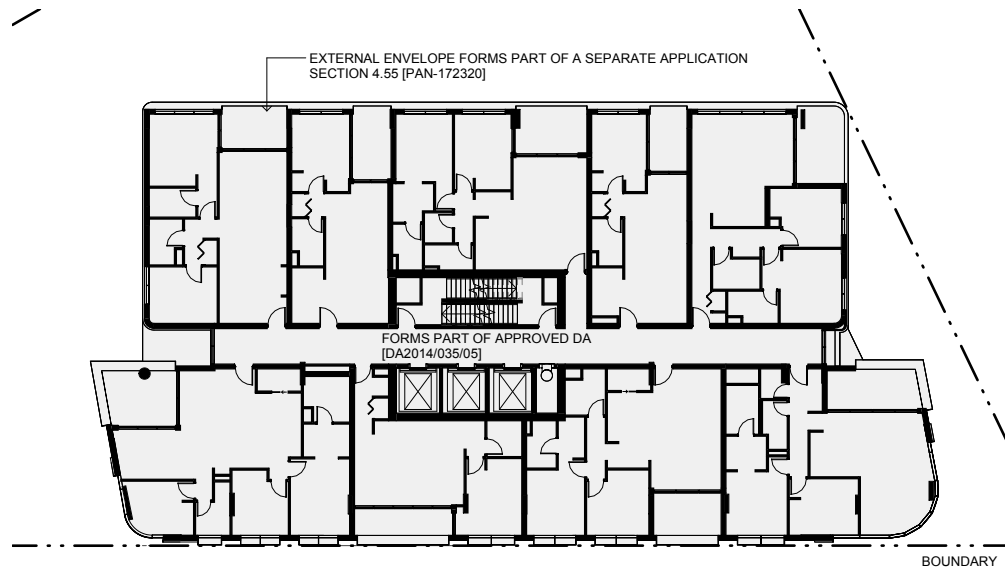 EXTERNAL ENVELOPE FORMS PART OF A SEPARATE APPLICATION
SECTION 4.55 [PAN-172320]
FORMS PART OF APPROVED DA
[DA2014/035/05]
BOUNDARY